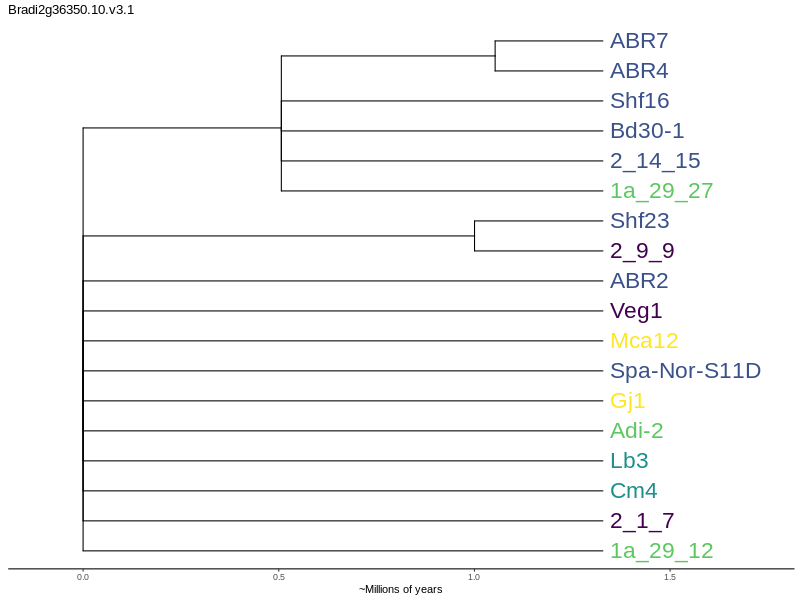 Bradi2g36350.10.v3.1
ABR7
ABR4
Shf16
Bd30-1
2_14_15
1a_29_27
Shf23
2_9_9
ABR2
Veg1
Mca12
Spa-Nor-S11D
Gj1
Adi-2
Lb3
Cm4
2_1_7
1a_29_12
0.0 0.5 1.0 1.5
~Millions of years